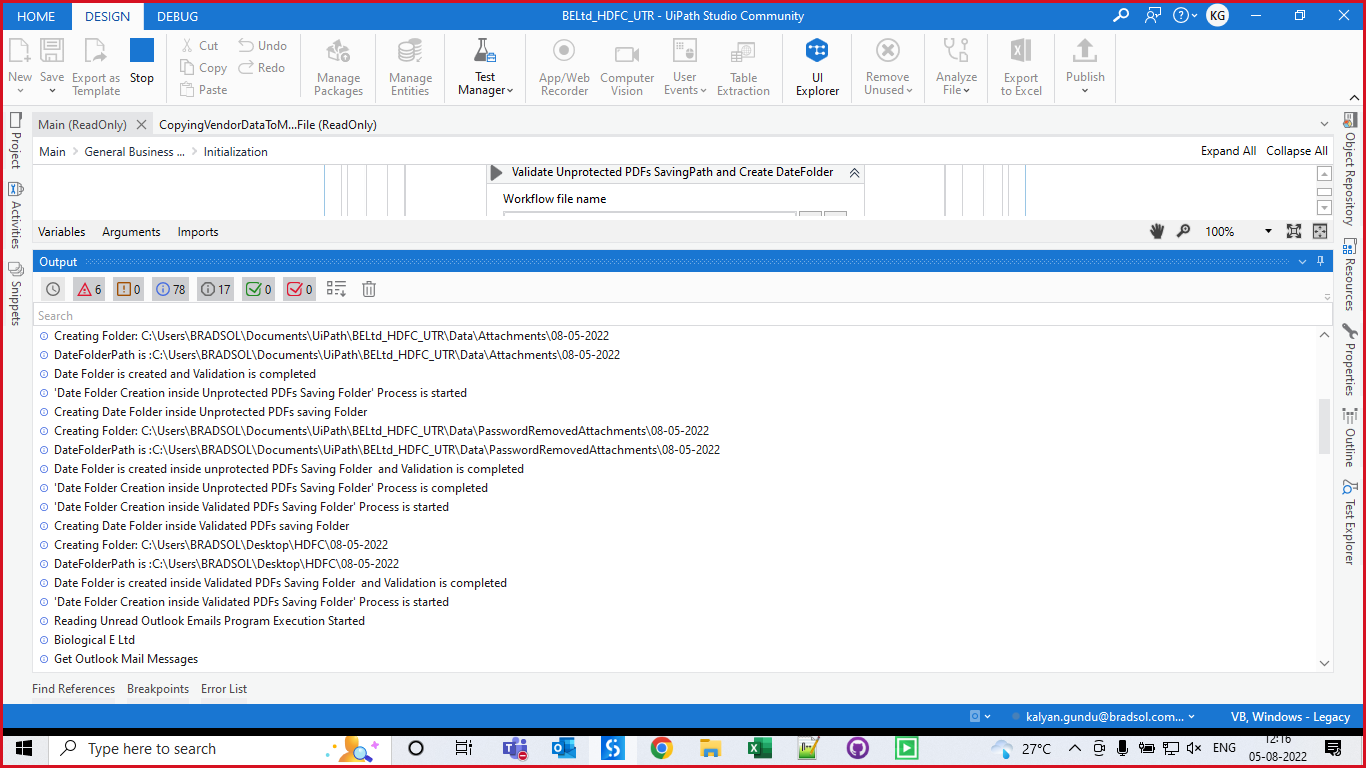 HOME DESIGN DEBUG BELtd_HDFC_UTR - UiPath Studio Community KG
New Save Export as Template Stop Cut Copy Paste Undo Redo Manage Packages Manage Entities Test Manager App/Web Recorder Computer Vision User Events Table Extraction UI Explorer Remove Unused Analyze File Export to Excel Publish
Main (ReadOnly) CopyingVendorDataToM...File (ReadOnly)
Main General Business ... Initialization Expand All Collapse All
Validate Unprotected PDFs SavingPath and Create DateFolder
Workflow file name
Variables Arguments Imports 100%
Project
Activities
Snippets
Object Repository
Resources
Properties
Outline
Test Explorer
Output
6 0 78 17 0 0
Search
Creating Folder: C:\Users\BRADSOL\Documents\UiPath\BELtd_HDFC_UTR\Data\Attachments\08-05-2022
DateFolderPath is :C:\Users\BRADSOL\Documents\UiPath\BELtd_HDFC_UTR\Data\Attachments\08-05-2022
Date Folder is created and Validation is completed
'Date Folder Creation inside Unprotected PDFs Saving Folder' Process is started
Creating Date Folder inside Unprotected PDFs saving Folder
Creating Folder: C:\Users\BRADSOL\Documents\UiPath\BELtd_HDFC_UTR\Data\PasswordRemovedAttachments\08-05-2022
DateFolderPath is :C:\Users\BRADSOL\Documents\UiPath\BELtd_HDFC_UTR\Data\PasswordRemovedAttachments\08-05-2022
Date Folder is created inside unprotected PDFs Saving Folder  and Validation is completed
'Date Folder Creation inside Unprotected PDFs Saving Folder' Process is completed
'Date Folder Creation inside Validated PDFs Saving Folder' Process is started
Creating Date Folder inside Validated PDFs saving Folder
Creating Folder: C:\Users\BRADSOL\Desktop\HDFC\08-05-2022
DateFolderPath is :C:\Users\BRADSOL\Desktop\HDFC\08-05-2022
Date Folder is created inside Validated PDFs Saving Folder  and Validation is completed
'Date Folder Creation inside Validated PDFs Saving Folder' Process is started
Reading Unread Outlook Emails Program Execution Started
Biological E Ltd
Get Outlook Mail Messages
Find References Breakpoints Error List
kalyan.gundu@bradsol.com... VB, Windows - Legacy
Type here to search 27°C ENG 12:16
05-08-2022